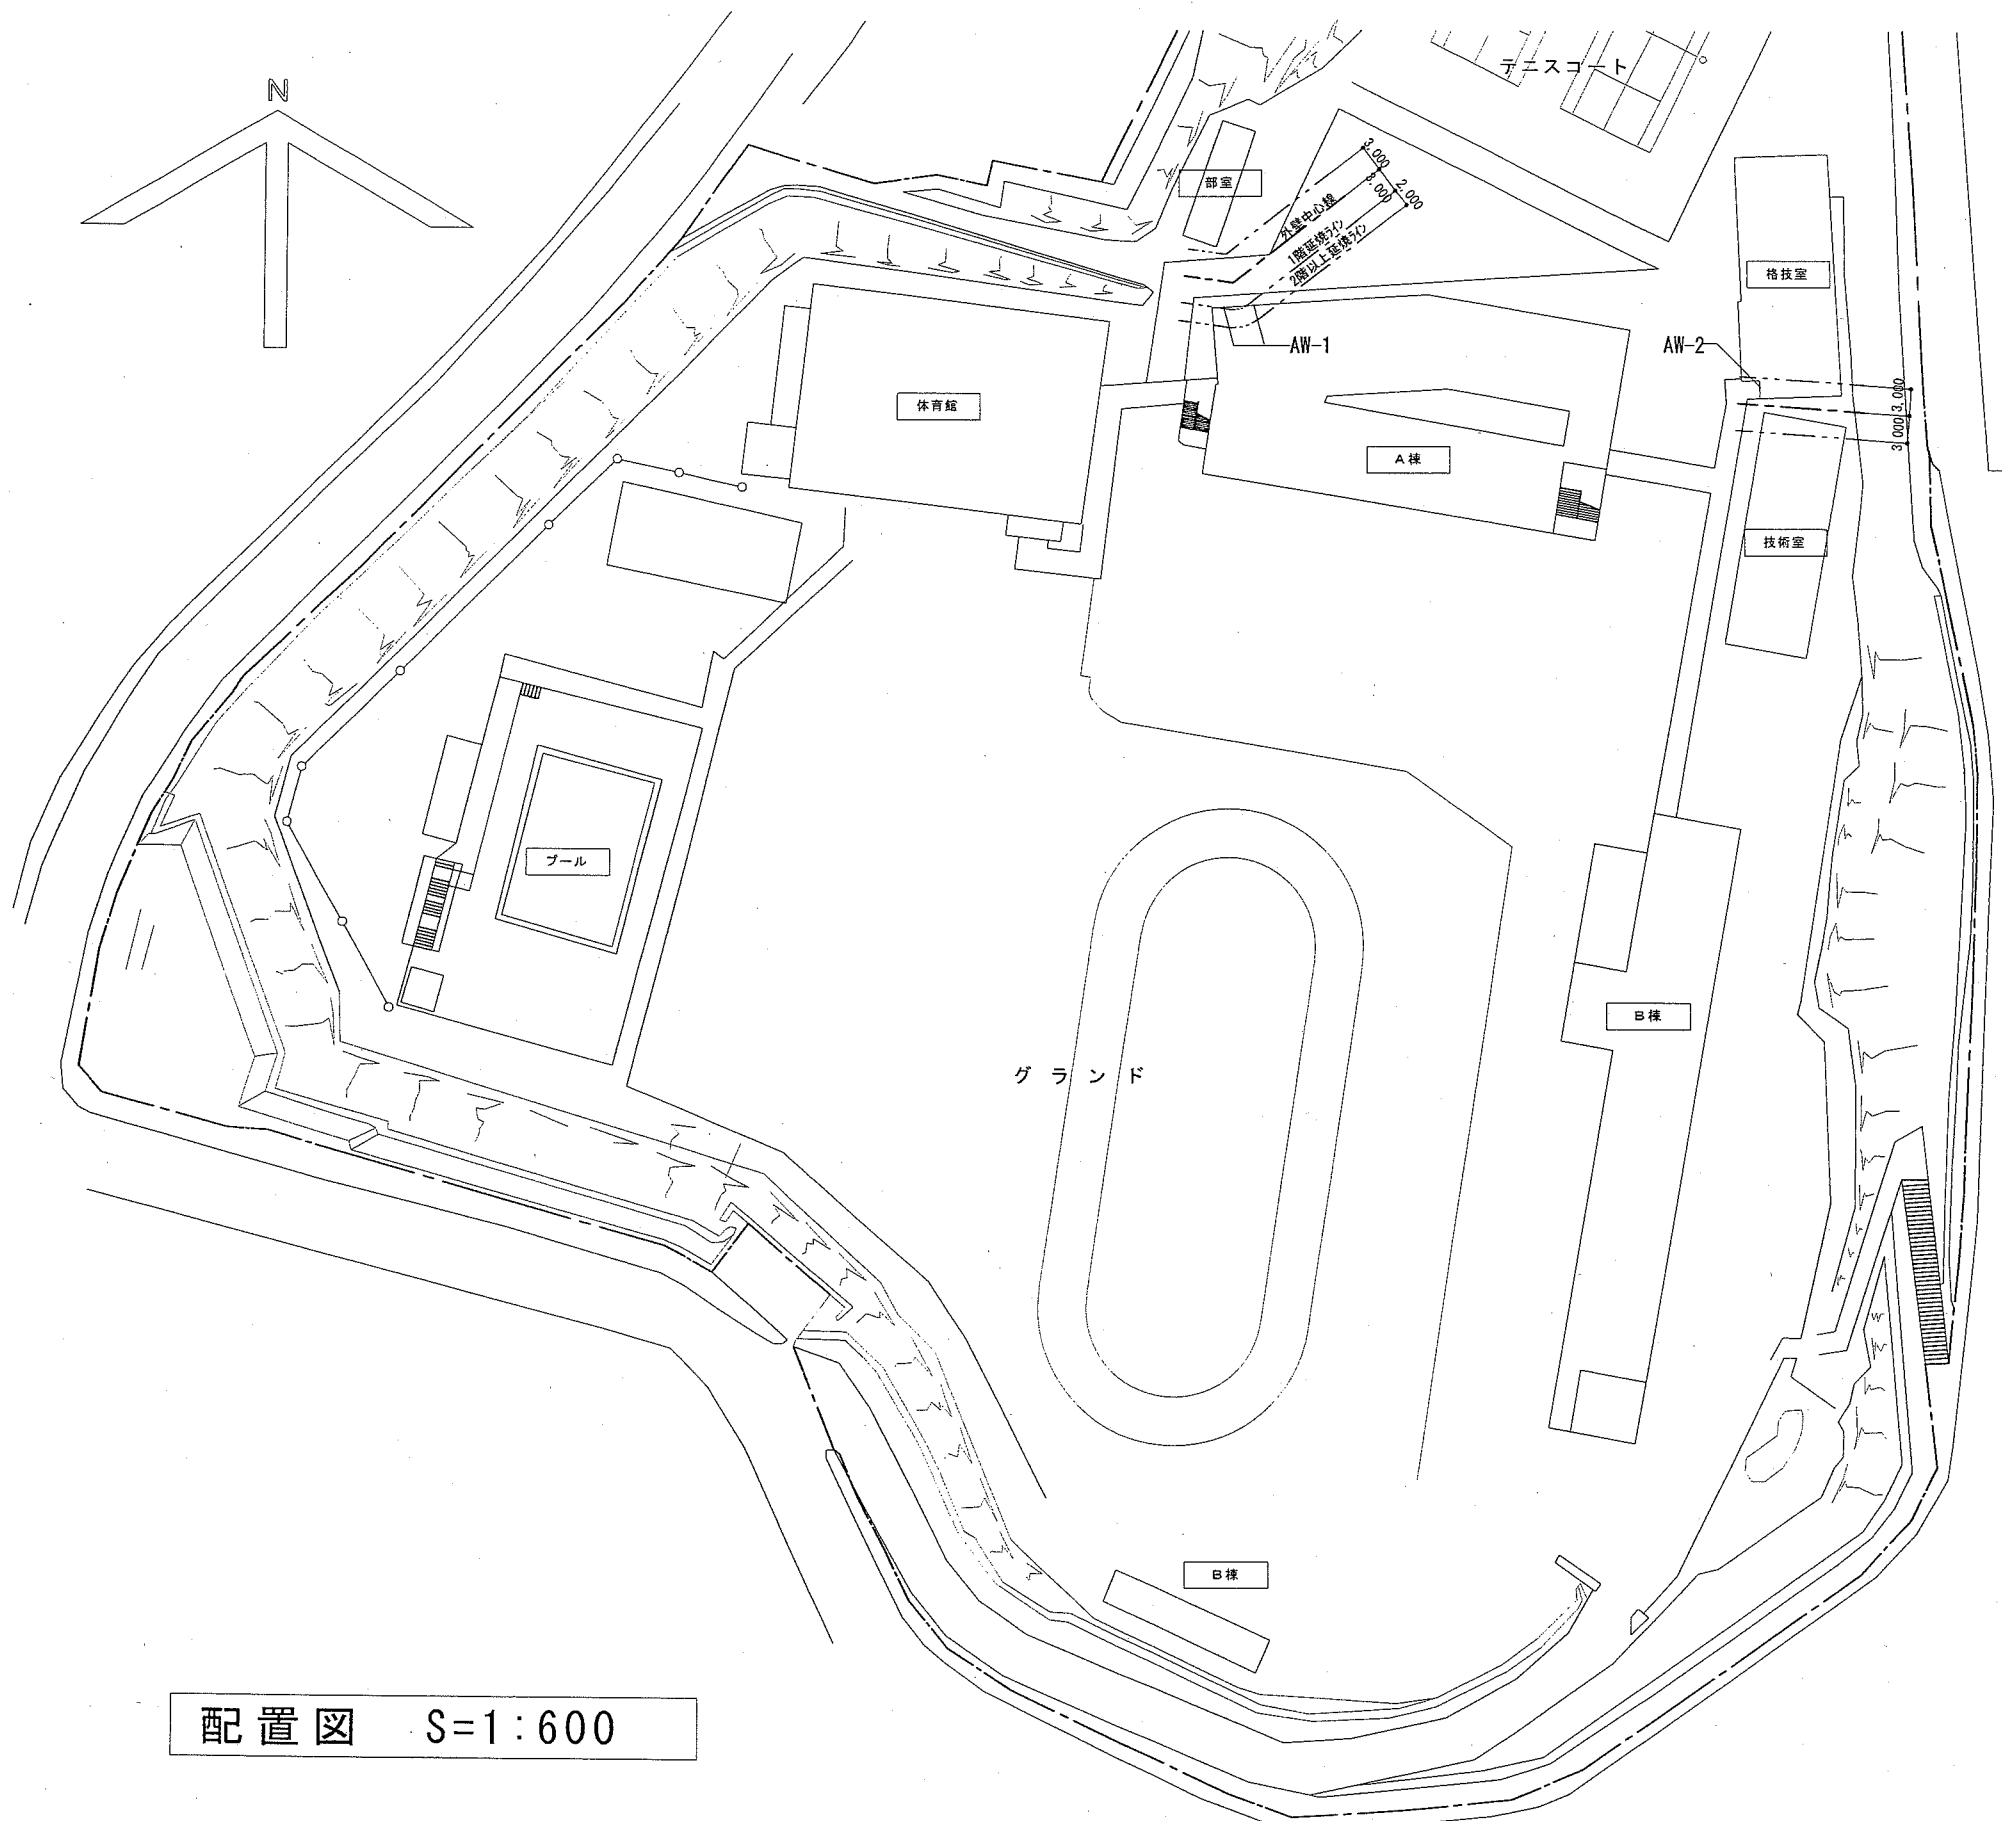 N
テニスコート
部室
3,000
3,000
2,000
外壁中心線
1階延焼ライン
2階以上延焼ライン
格技室
AW-1
AW-2
3,000
3,000
体育館
A棟
技術室
プール
B棟
グランド
B棟
配置図 S=1:600